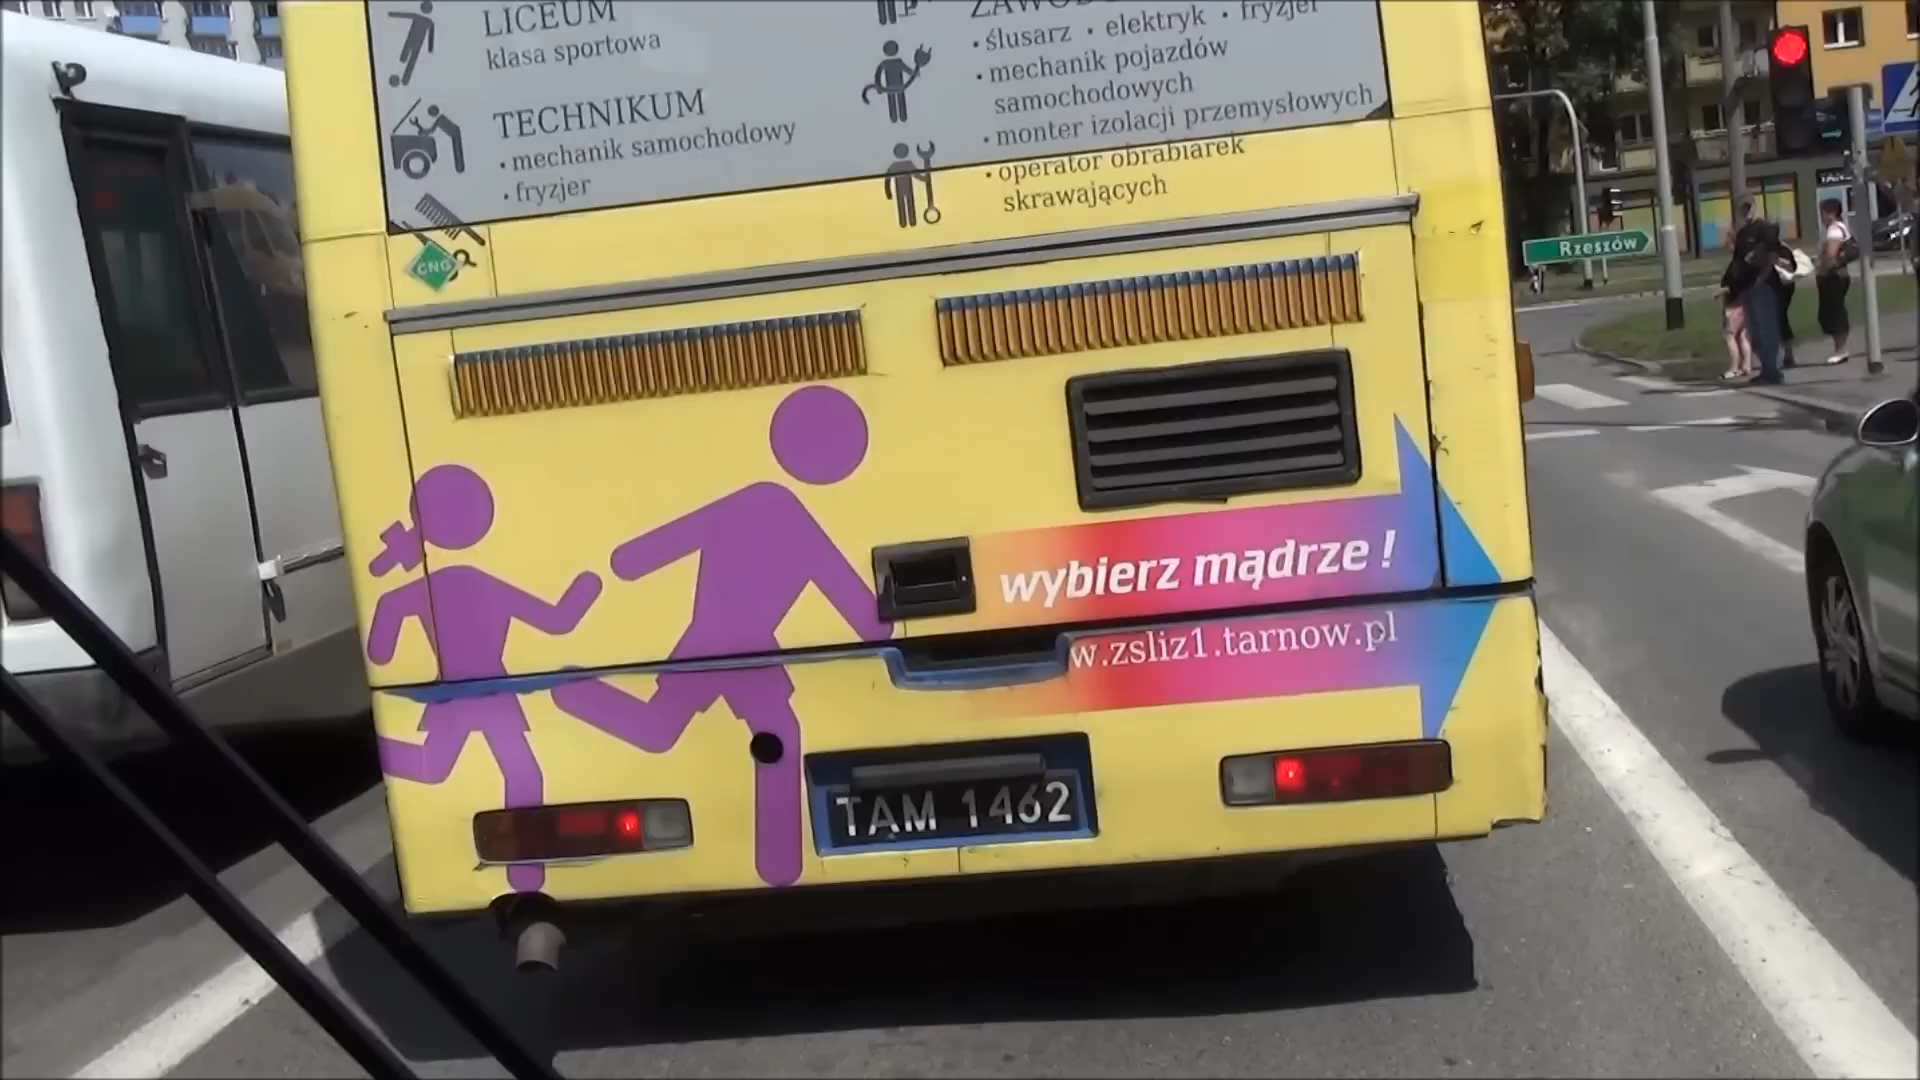 LICEUM
klasa sportowa
TECHNIKUM
• mechanik samochodowy
• fryzjer
• ślusarz • elektryk • fryzjer
• mechanik pojazdów
samochodowych
• monter izolacji przemysłowych
• operator obrabiarek
skrawających
CNG
wybierz mądrze !
w.zsliz1.tarnow.pl
TAM 1462
Rzeszów